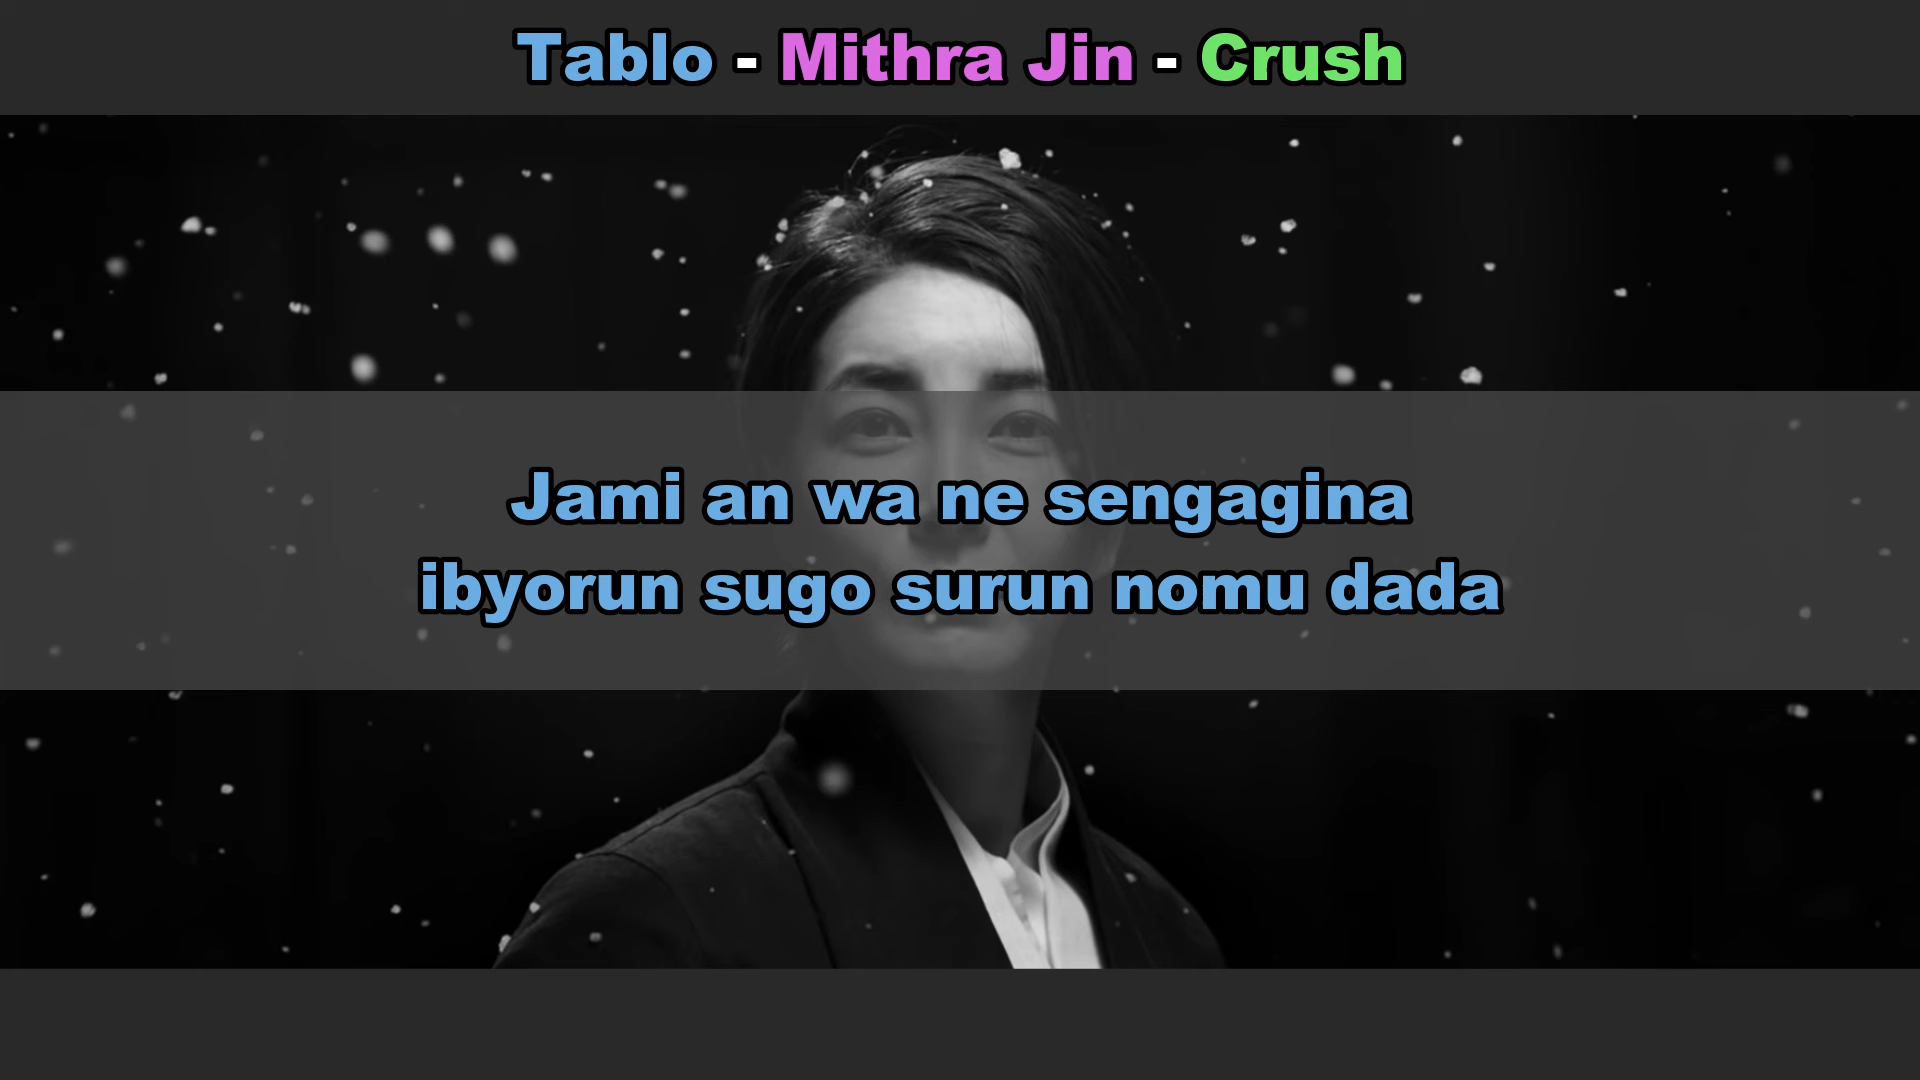 Tablo - Mithra Jin - Crush
Jami an wa ne sengagina
ibyorun sugo surun nomu dada